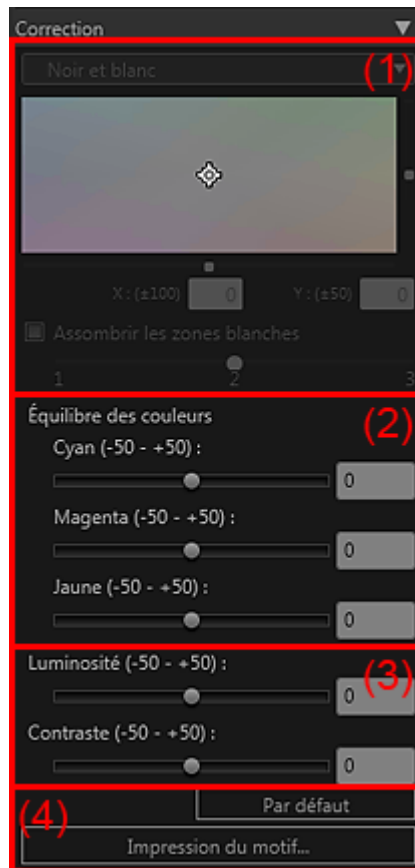 Correction
Noir et blanc (1)
X : (±100) 0 Y : (±50) 0
Assombrir les zones blanches
1 2 3
Équilibre des couleurs (2)
Cyan (-50 - +50) :
0
Magenta (-50 - +50) :
0
Jaune (-50 - +50) :
0
Luminosité (-50 - +50) : (3)
0
Contraste (-50 - +50) :
0
(4) Par défaut
Impression du motif...